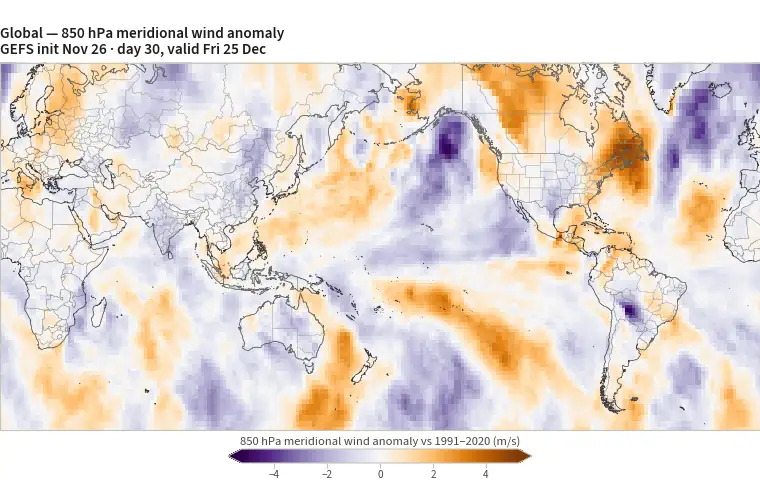 Global — 850 hPa meridional wind anomaly
GEFS init Nov 26 · day 30, valid Fri 25 Dec
850 hPa meridional wind anomaly vs 1991–2020 (m/s)
−4 −2 0 2 4